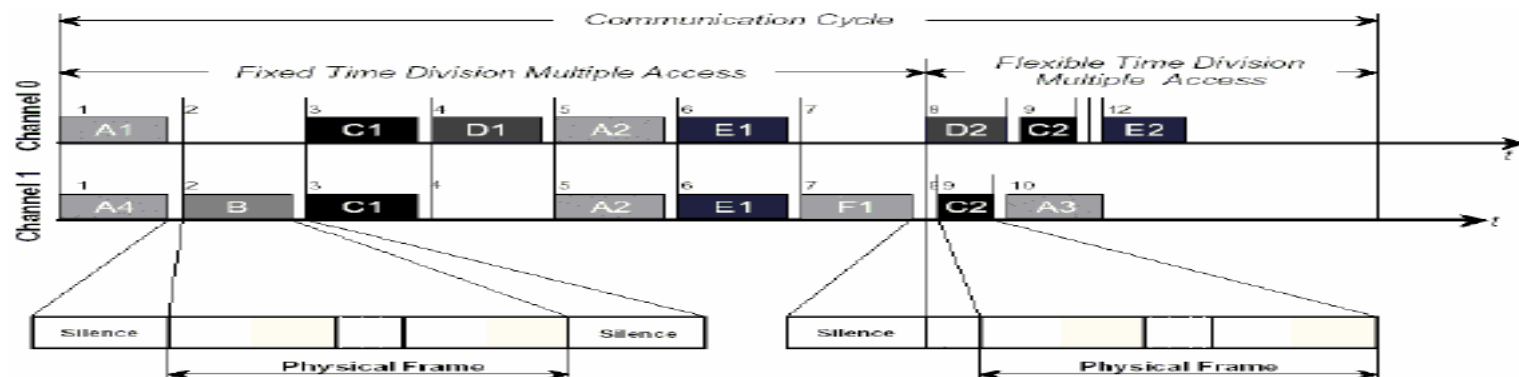 Communication Cycle
Fixed Time Division Multiple Access
Flexible Time Division
Multiple Access
Channel 0
1 2 3 4 5 6 7 8 9 12
A1 C1 D1 A2 E1 D2 C2 E2
t
Channel 1
1 2 3 4 5 6 7 8 9 10
A4 B C1 A2 E1 F1 C2 A3
t
Silence Silence Silence
Physical Frame Physical Frame